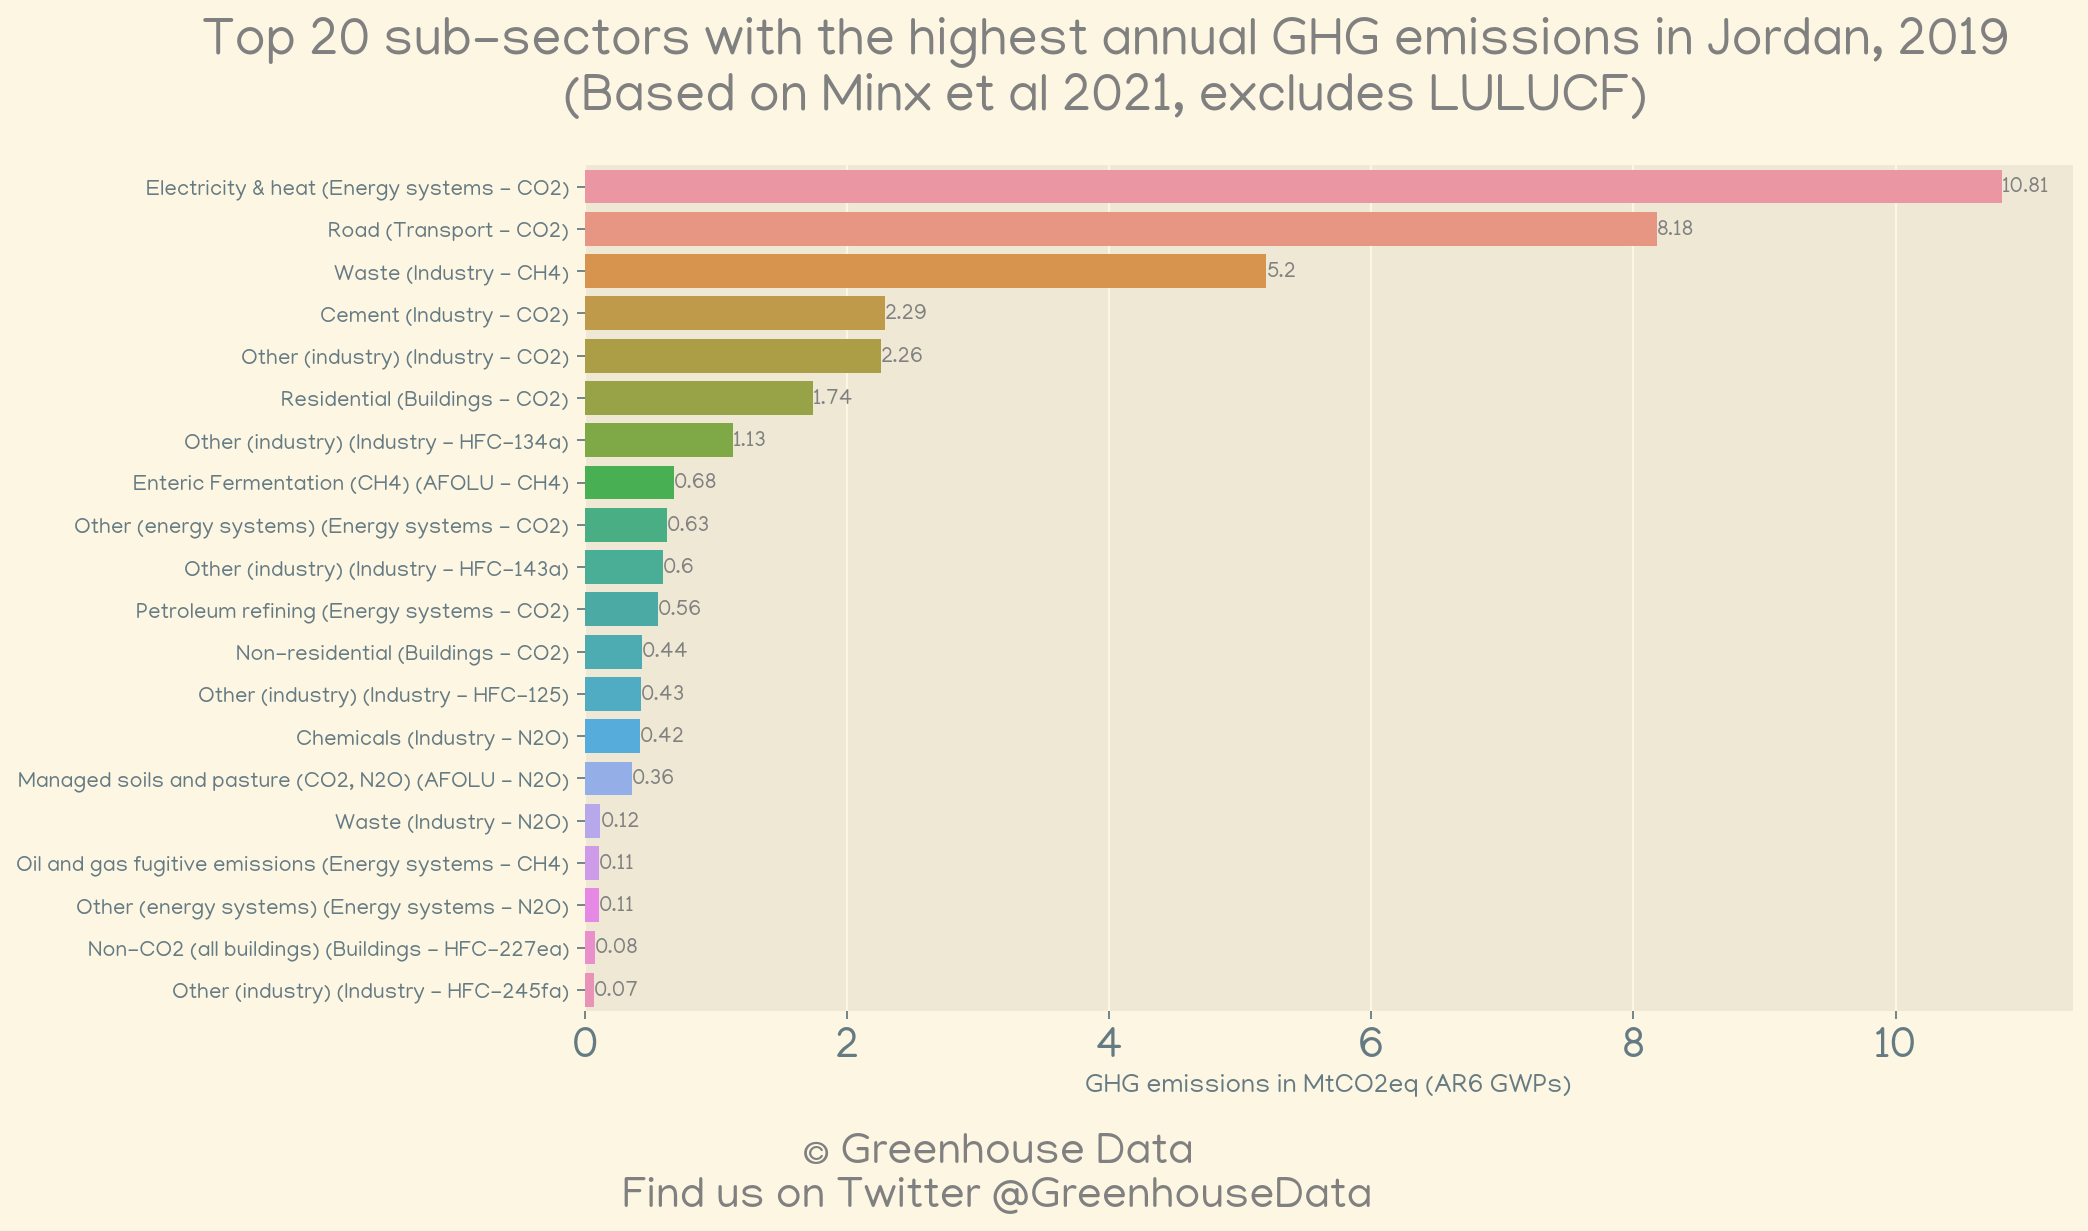 Top 20 sub-sectors with the highest annual GHG emissions in Jordan, 2019
(Based on Minx et al 2021, excludes LULUCF)
Electricity & heat (Energy systems - CO2) 10.81
Road (Transport - CO2) 8.18
Waste (Industry - CH4) 5.2
Cement (Industry - CO2) 2.29
Other (industry) (Industry - CO2) 2.26
Residential (Buildings - CO2) 1.74
Other (industry) (Industry - HFC-134a) 1.13
Enteric Fermentation (CH4) (AFOLU - CH4) 0.68
Other (energy systems) (Energy systems - CO2) 0.63
Other (industry) (Industry - HFC-143a) 0.6
Petroleum refining (Energy systems - CO2) 0.56
Non-residential (Buildings - CO2) 0.44
Other (industry) (Industry - HFC-125) 0.43
Chemicals (Industry - N2O) 0.42
Managed soils and pasture (CO2, N2O) (AFOLU - N2O) 0.36
Waste (Industry - N2O) 0.12
Oil and gas fugitive emissions (Energy systems - CH4) 0.11
Other (energy systems) (Energy systems - N2O) 0.11
Non-CO2 (all buildings) (Buildings - HFC-227ea) 0.08
Other (industry) (Industry - HFC-245fa) 0.07
0 2 4 6 8 10
GHG emissions in MtCO2eq (AR6 GWPs)
© Greenhouse Data
Find us on Twitter @GreenhouseData